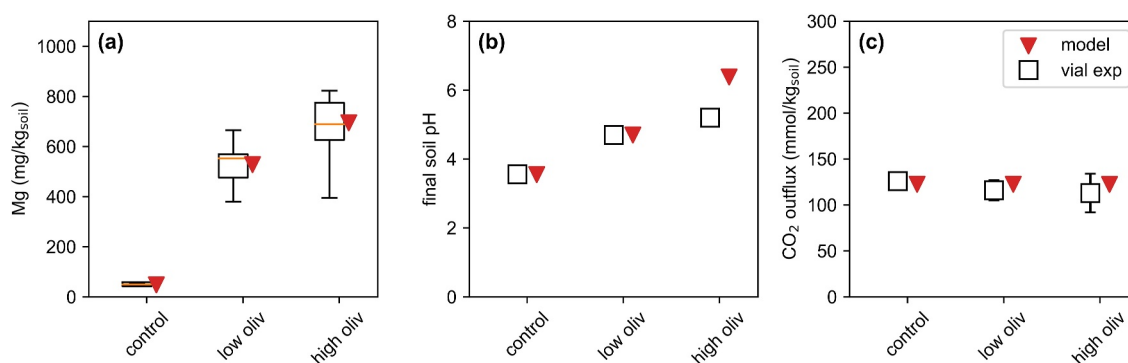 (a)
Mg (mg/kgsoil)
1000
800
600
400
200
0
control
low oliv
high oliv
(b)
final soil pH
8
6
4
2
0
control
low oliv
high oliv
(c)
CO2 outflux (mmol/kgsoil)
300
250
200
150
100
50
0
control
low oliv
high oliv
model
vial exp